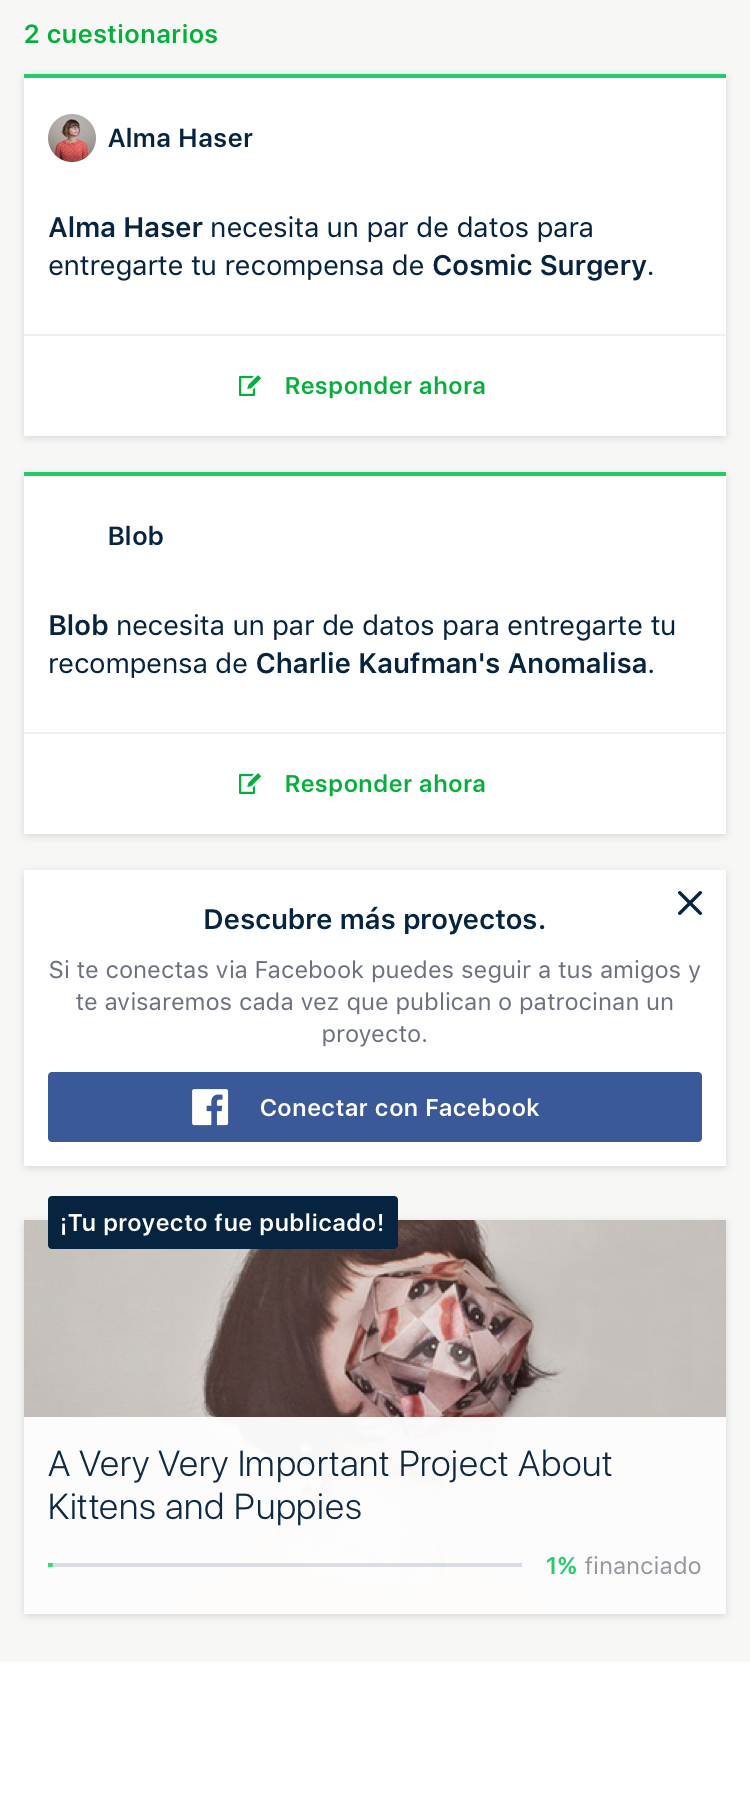 2 cuestionarios
Alma Haser
Alma Haser necesita un par de datos para
entregarte tu recompensa de Cosmic Surgery.
Responder ahora
Blob
Blob necesita un par de datos para entregarte tu
recompensa de Charlie Kaufman's Anomalisa.
Responder ahora
Descubre más proyectos.
Si te conectas via Facebook puedes seguir a tus amigos y
te avisaremos cada vez que publican o patrocinan un
proyecto.
Conectar con Facebook
¡Tu proyecto fue publicado!
A Very Very Important Project About
Kittens and Puppies
1% financiado